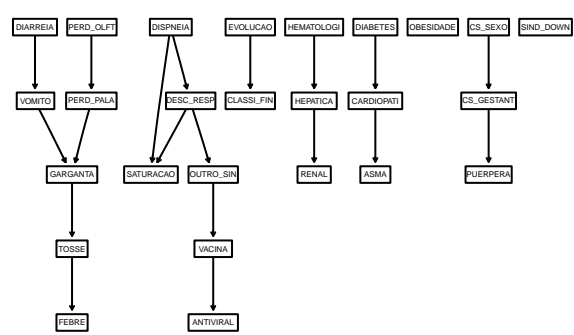 DIARREIA PERD_OLFT DISPNEIA EVOLUCAO HEMATOLOGI DIABETES OBESIDADE CS_SEXO SIND_DOWN
VOMITO PERD_PALA DESC_RESP CLASSI_FIN HEPATICA CARDIOPATI CS_GESTANT
GARGANTA SATURACAO OUTRO_SIN RENAL ASMA PUERPERA
TOSSE VACINA
FEBRE ANTIVIRAL